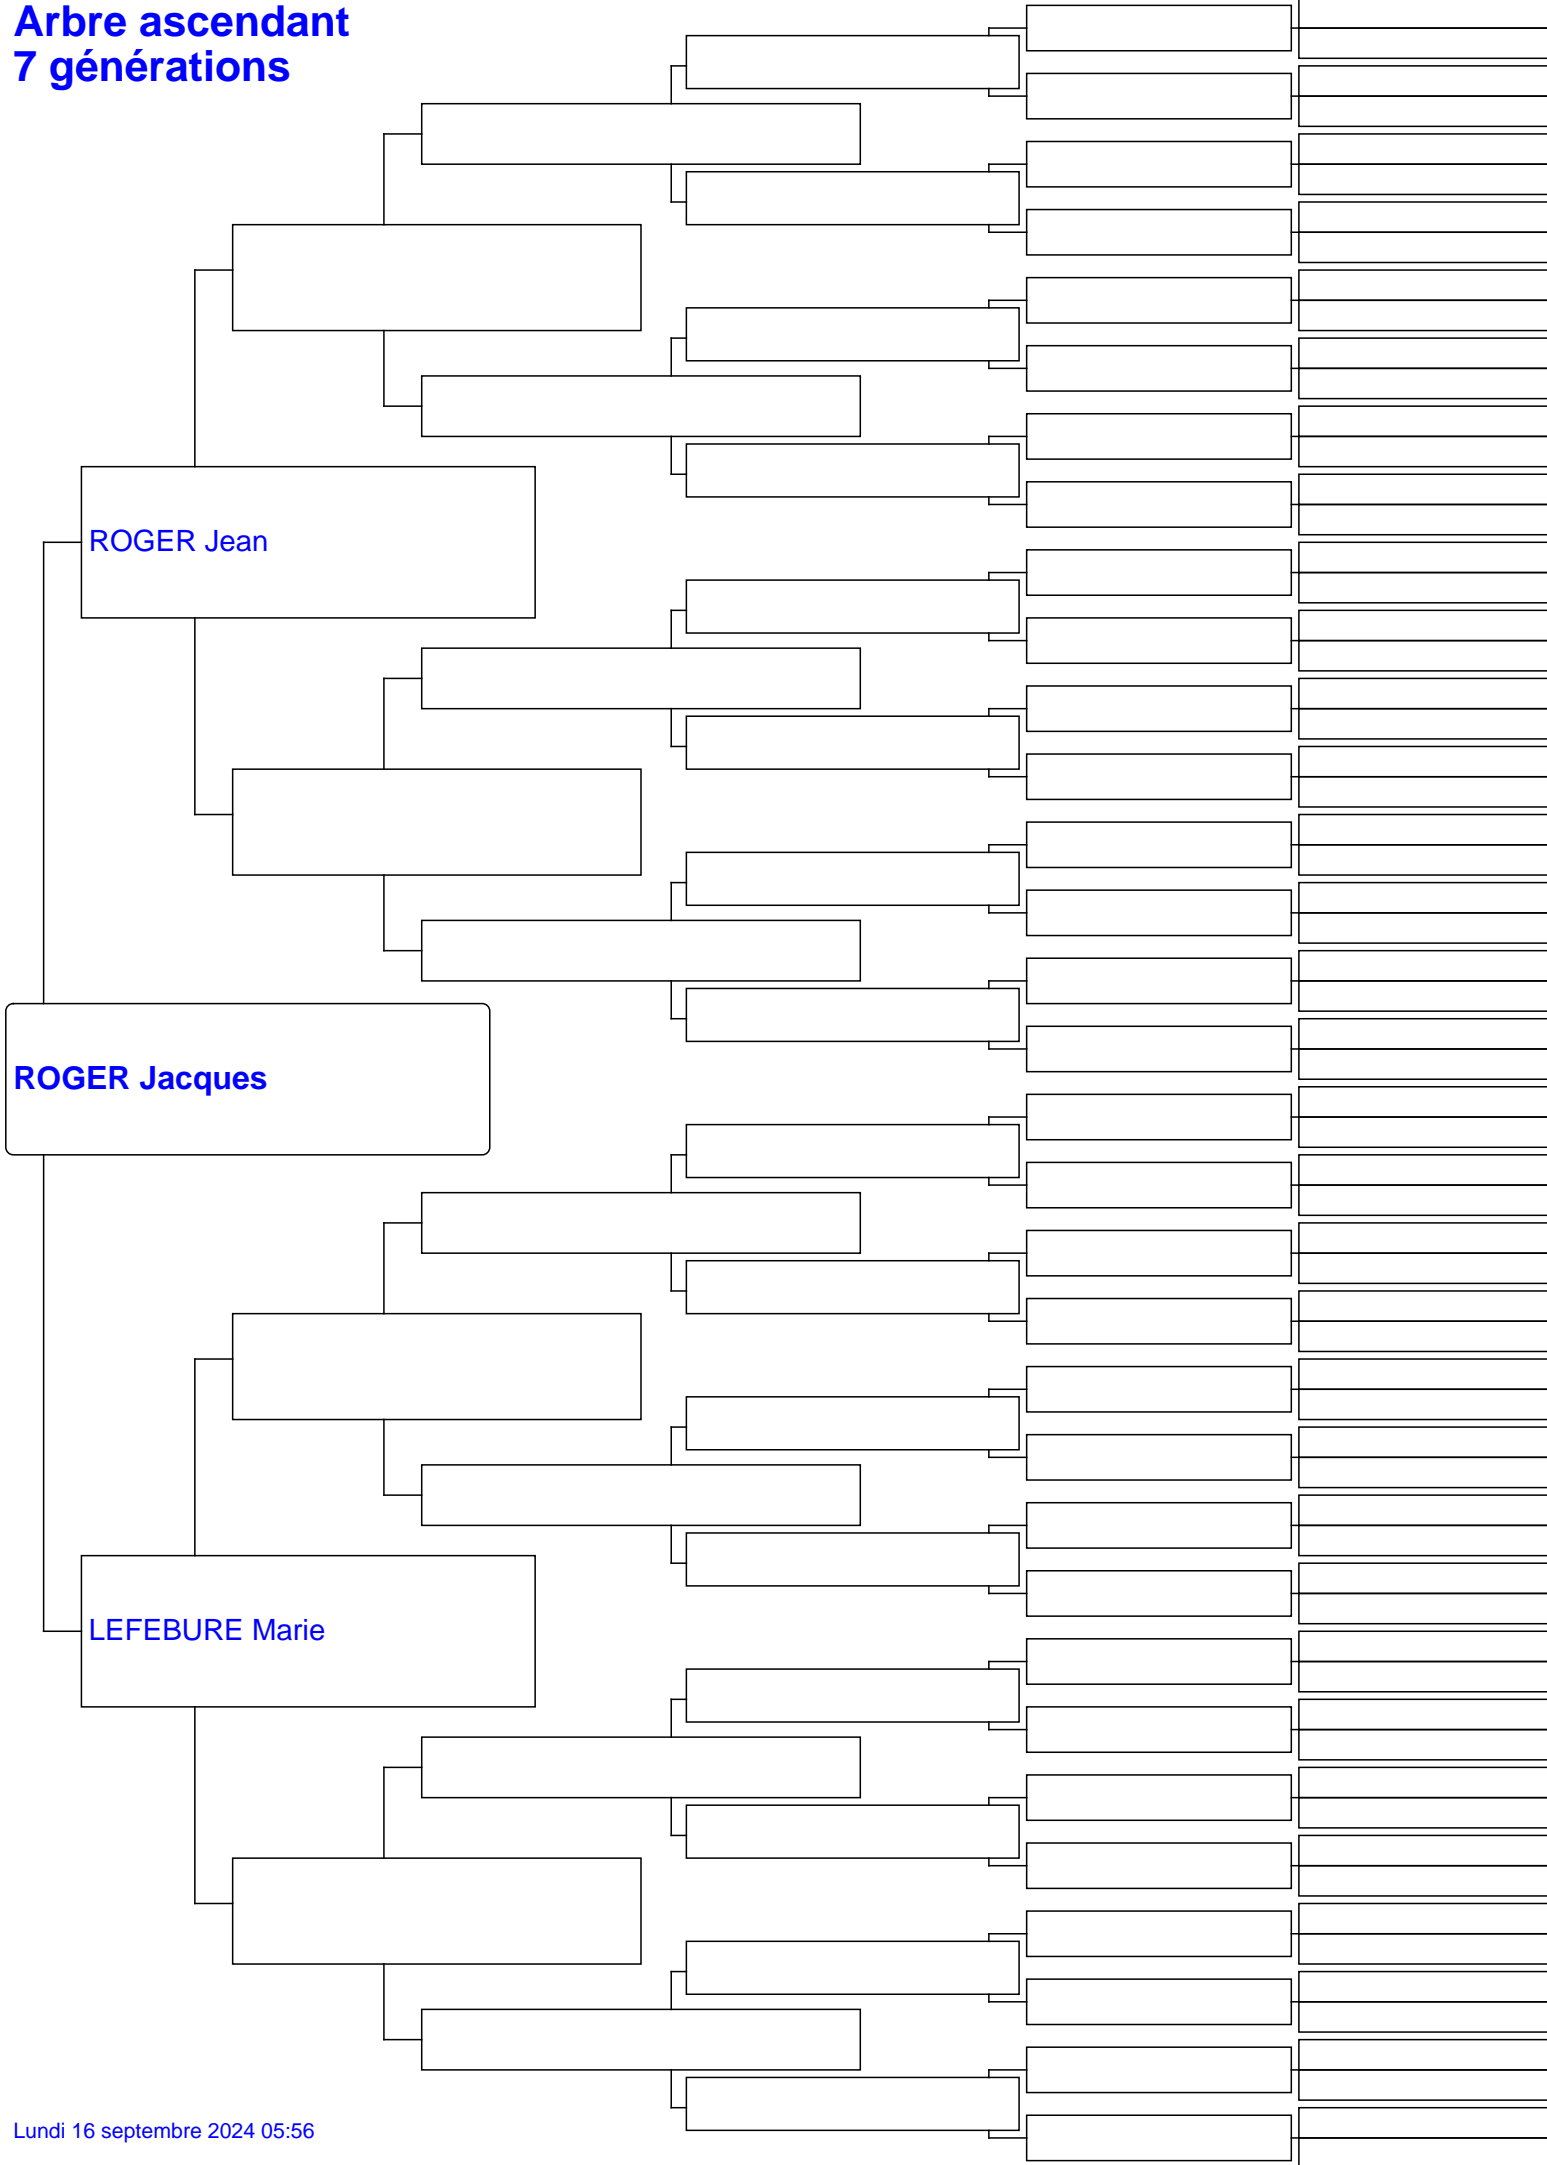 Arbre ascendant
7 générations
ROGER Jean
ROGER Jacques
LEFEBURE Marie
Lundi 16 septembre 2024 05:56